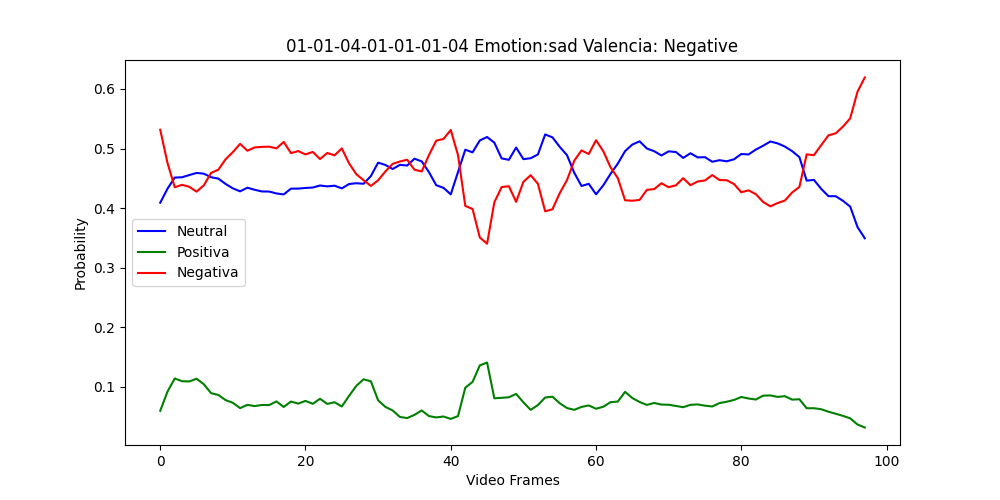 01-01-04-01-01-01-04 Emotion:sad Valencia: Negative
Probability
0.6
0.5
0.4
0.3
0.2
0.1
Neutral
Positiva
Negativa
0 20 40 60 80 100
Video Frames